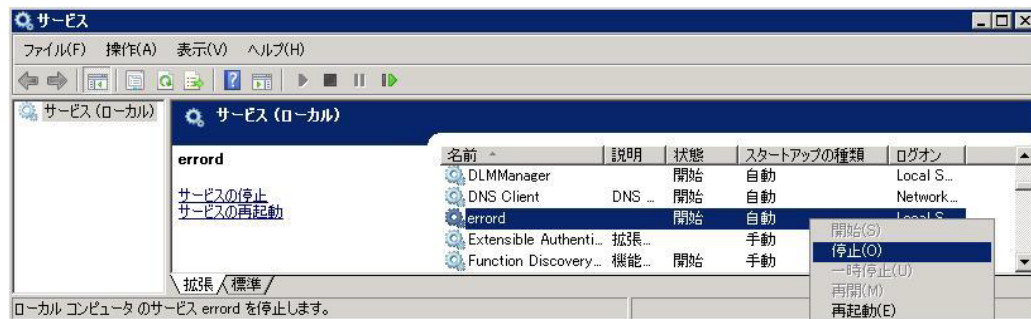 サービス
ファイル(F) 操作(A) 表示(V) ヘルプ(H)
サービス (ローカル)
サービス (ローカル)
errord
サービスの停止
サービスの再起動
名前 説明 状態 スタートアップの種類 ログオン
DLMManager 開始 自動 Local S...
DNS Client DNS ... 開始 自動 Network...
errord 開始 自動 Local S...
Extensible Authenti... 拡張... 手動
Function Discovery... 機能... 開始 手動
開始(S)
停止(O)
一時停止(U)
再開(M)
再起動(E)
拡張 標準
ローカル コンピュータ のサービス errord を停止します。